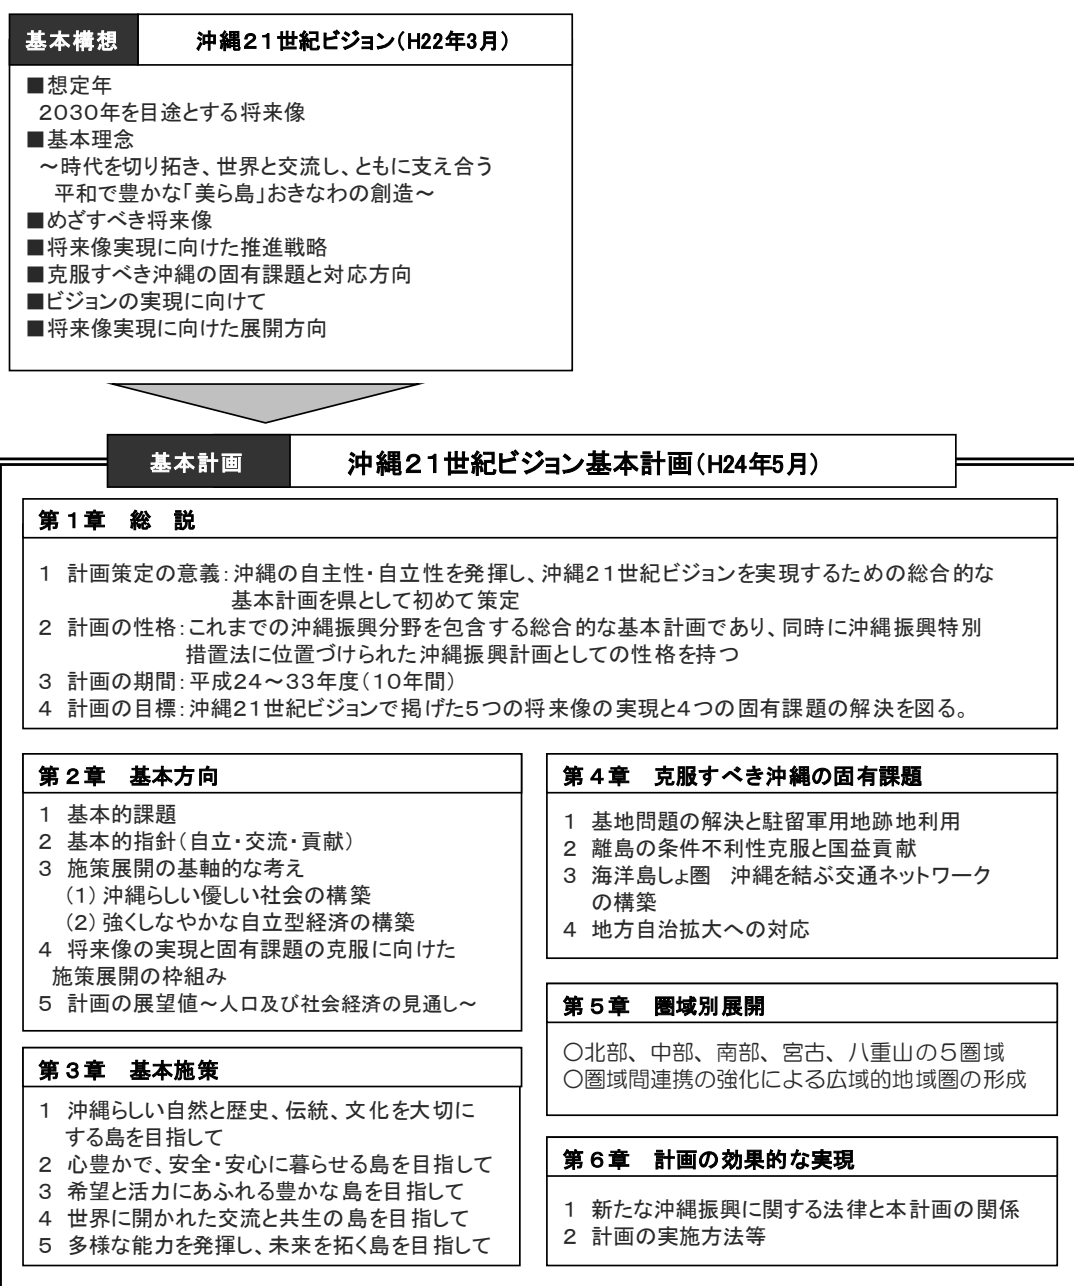 基本構想
沖縄21世紀ビジョン(H22年3月)
■想定年
2030年を目途とする将来像
■基本理念
～時代を切り拓き、世界と交流し、ともに支え合う
平和で豊かな「美ら島」おきなわの創造～
■めざすべき将来像
■将来像実現に向けた推進戦略
■克服すべき沖縄の固有課題と対応方向
■ビジョンの実現に向けて
■将来像実現に向けた展開方向
基本計画
沖縄21世紀ビジョン基本計画(H24年5月)
第1章 総 説
1 計画策定の意義:沖縄の自主性・自立性を発揮し、沖縄21世紀ビジョンを実現するための総合的な
基本計画を県として初めて策定
2 計画の性格:これまでの沖縄振興分野を包含する総合的な基本計画であり、同時に沖縄振興特別
措置法に位置づけられた沖縄振興計画としての性格を持つ
3 計画の期間:平成24～33年度(10年間)
4 計画の目標:沖縄21世紀ビジョンで掲げた5つの将来像の実現と4つの固有課題の解決を図る。
第2章 基本方向
1 基本的課題
2 基本的指針(自立・交流・貢献)
3 施策展開の基軸的な考え
(1)沖縄らしい優しい社会の構築
(2)強くしなやかな自立型経済の構築
4 将来像の実現と固有課題の克服に向けた
施策展開の枠組み
5 計画の展望値～人口及び社会経済の見通し～
第3章 基本施策
1 沖縄らしい自然と歴史、伝統、文化を大切に
する島を目指して
2 心豊かで、安全・安心に暮らせる島を目指して
3 希望と活力にあふれる豊かな島を目指して
4 世界に開かれた交流と共生の島を目指して
5 多様な能力を発揮し、未来を拓く島を目指して
第4章 克服すべき沖縄の固有課題
1 基地問題の解決と駐留軍用地跡地利用
2 離島の条件不利性克服と国益貢献
3 海洋島しょ圏 沖縄を結ぶ交通ネットワーク
の構築
4 地方自治拡大への対応
第5章 圏域別展開
○北部、中部、南部、宮古、八重山の5圏域
○圏域間連携の強化による広域的地域圏の形成
第6章 計画の効果的な実現
1 新たな沖縄振興に関する法律と本計画の関係
2 計画の実施方法等